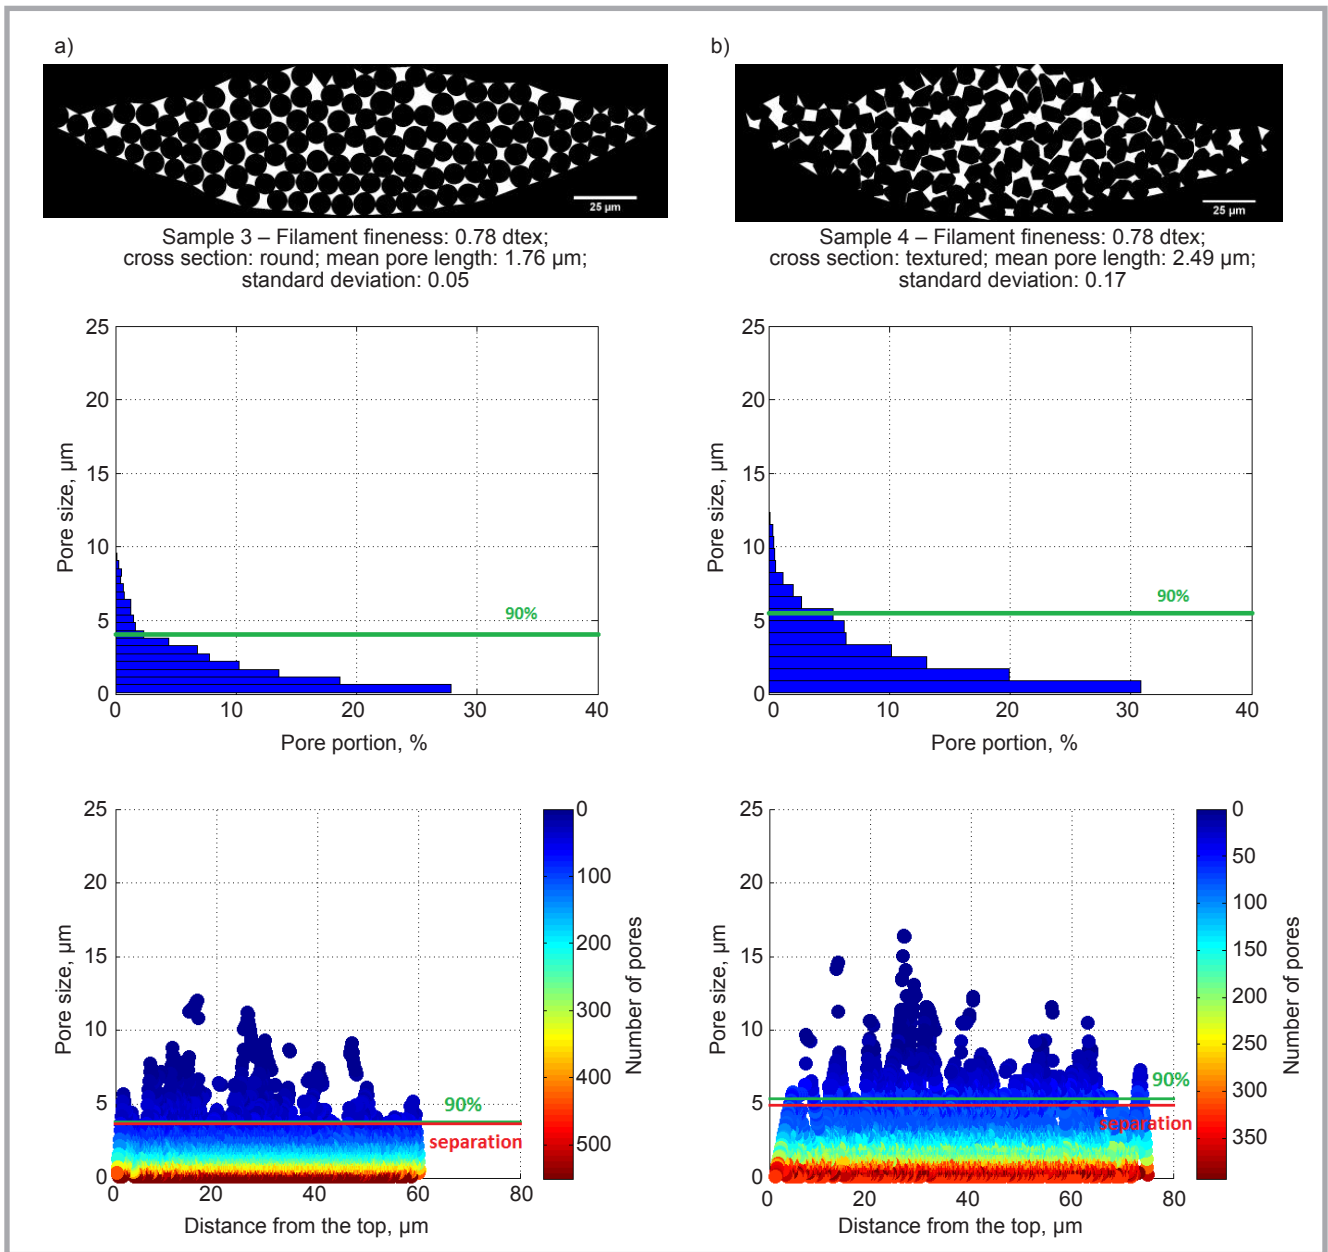 a)
25 µm
Sample 3 – Filament fineness: 0.78 dtex;
cross section: round; mean pore length: 1.76 µm;
standard deviation: 0.05
b)
25 µm
Sample 4 – Filament fineness: 0.78 dtex;
cross section: textured; mean pore length: 2.49 µm;
standard deviation: 0.17
25
20
15
10
5
0
Pore size, µm
90%
0
10
20
30
40
Pore portion, %
25
20
15
10
5
0
Pore size, µm
90%
0
10
20
30
40
Pore portion, %
25
20
15
10
5
0
Pore size, µm
90%
separation
0
20
40
60
80
Distance from the top, µm
0
100
200
300
400
500
Number of pores
25
20
15
10
5
0
Pore size, µm
90%
separation
0
20
40
60
80
Distance from the top, µm
0
50
100
150
200
250
300
350
Number of pores